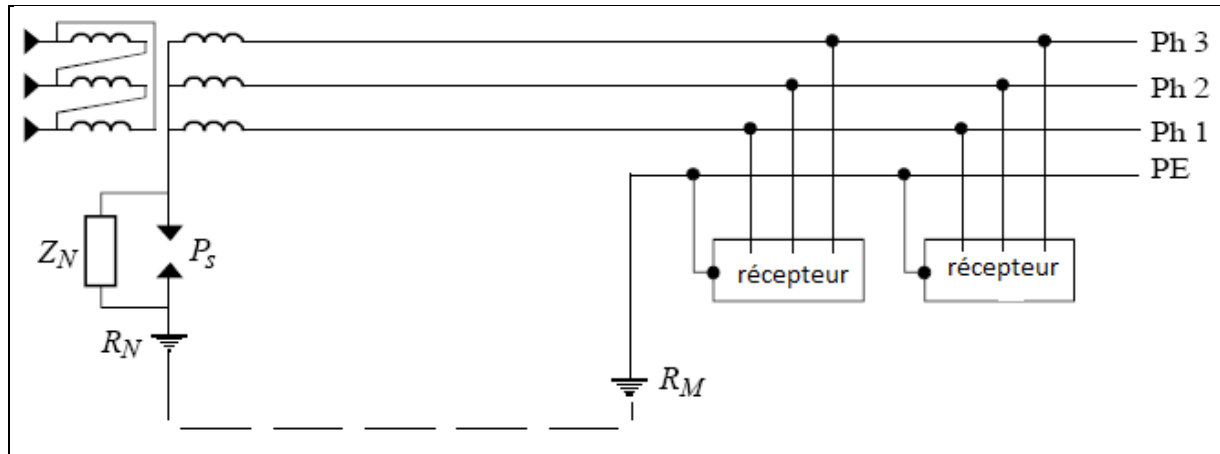 Ph 3
Ph 2
Ph 1
PE
Z_N
P_s
récepteur
récepteur
R_N
R_M